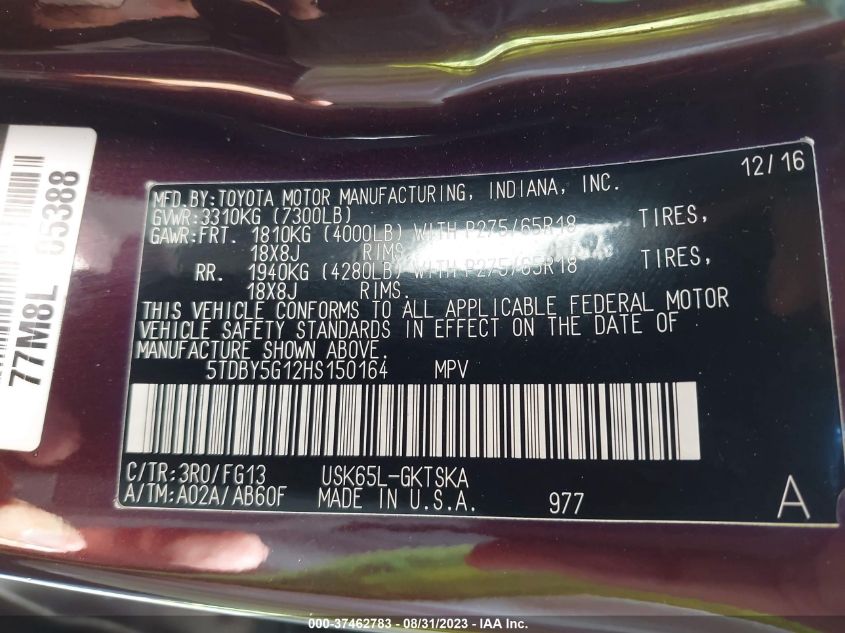 12/16
MFD.BY:TOYOTA MOTOR MANUFACTURING, INDIANA, INC.
GVWR:3310KG (7300LB)
GAWR:FRT. 1810KG (4000LB) WITH P275/65R18 TIRES,
18X8J RIMS.
RR. 1940KG (4280LB) WITH P275/65R18 TIRES,
18X8J RIMS.
THIS VEHICLE CONFORMS TO ALL APPLICABLE FEDERAL MOTOR
VEHICLE SAFETY STANDARDS IN EFFECT ON THE DATE OF
MANUFACTURE SHOWN ABOVE.
5TDBY5G12HS150164 MPV
C/TR:3R0/FG13 USK65L-GKTSKA
A/TM:A02A/AB60F MADE IN U.S.A. 977 A
77M8L 05388
000-37462783 - 08/31/2023 - © IAA Inc.